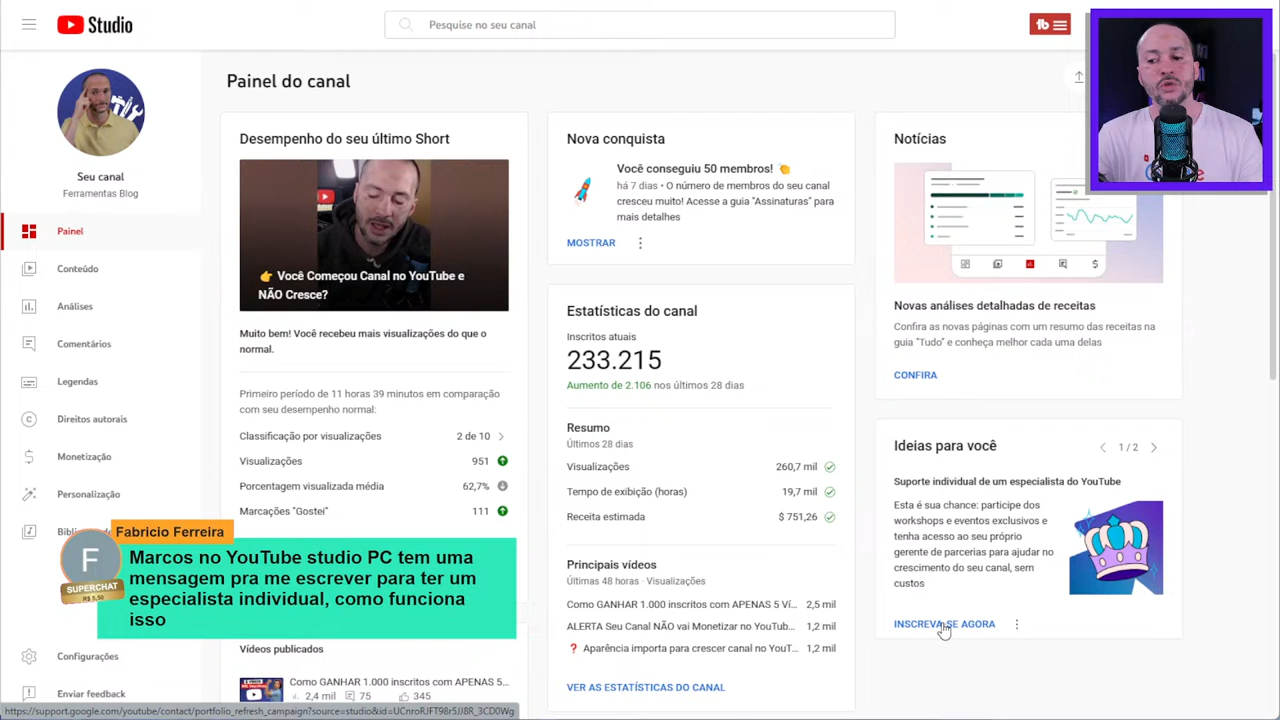 Studio
Pesquise no seu canal
Painel do canal
Seu canal
Ferramentas Blog
Painel
Conteúdo
Análises
Comentários
Legendas
Direitos autorais
Monetização
Personalização
Configurações
Enviar feedback
Desempenho do seu último Short
👉 Você Começou Canal no YouTube e
NÃO Cresce?
Muito bem! Você recebeu mais visualizações do que o
normal.
Primeiro período de 11 horas 39 minutos em comparação
com seu desempenho normal:
Classificação por visualizações 2 de 10
Visualizações 951
Porcentagem visualizada média 62,7%
Marcações "Gostei" 111
Fabricio Ferreira
F
SUPERCHAT
R$ 5,50
Marcos no YouTube studio PC tem uma
mensagem pra me escrever para ter um
especialista individual, como funciona
isso
Vídeos publicados
Como GANHAR 1.000 inscritos com APENAS 5...
2,4 mil 75 345
Nova conquista
Você conseguiu 50 membros! 👏
há 7 dias • O número de membros do seu canal
cresceu muito! Acesse a guia "Assinaturas" para
mais detalhes
MOSTRAR
Estatísticas do canal
Inscritos atuais
233.215
Aumento de 2.106 nos últimos 28 dias
Resumo
Últimos 28 dias
Visualizações 260,7 mil
Tempo de exibição (horas) 19,7 mil
Receita estimada $ 751,26
Principais vídeos
Últimas 48 horas · Visualizações
Como GANHAR 1.000 inscritos com APENAS 5 Ví... 2,5 mil
ALERTA Seu Canal NÃO vai Monetizar no YouTub... 1,2 mil
❓ Aparência importa para crescer canal no YouT... 1,2 mil
VER AS ESTATÍSTICAS DO CANAL
Notícias
Novas análises detalhadas de receitas
Confira as novas páginas com um resumo das receitas na
guia "Tudo" e conheça melhor cada uma delas
CONFIRA
Ideias para você
1 / 2
Suporte individual de um especialista do YouTube
Esta é sua chance: participe dos
workshops e eventos exclusivos e
tenha acesso ao seu próprio
gerente de parcerias para ajudar no
crescimento do seu canal, sem
custos
INSCREVA-SE AGORA
https://support.google.com/youtube/contact/portfolio_refresh_campaign?source=studio&id=UCnroRJFT98r5JJ8R_3CD0Wg